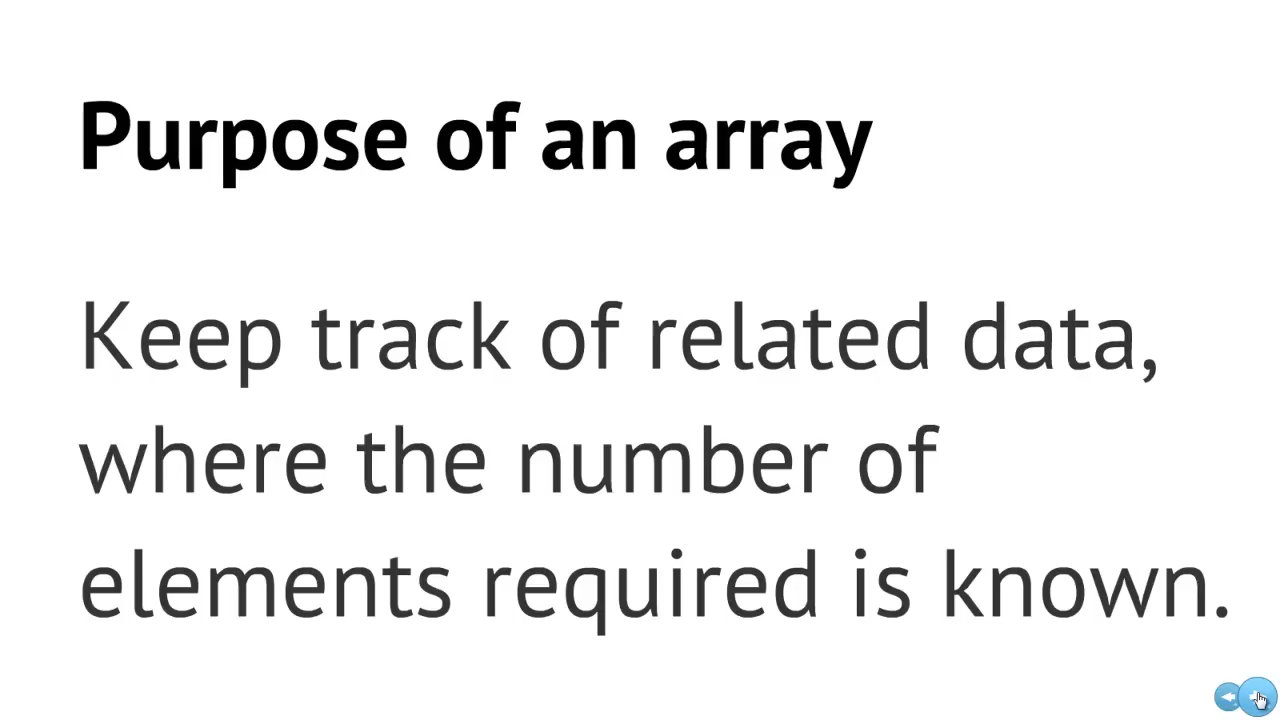 Purpose of an array
Keep track of related data,
where the number of
elements required is known.